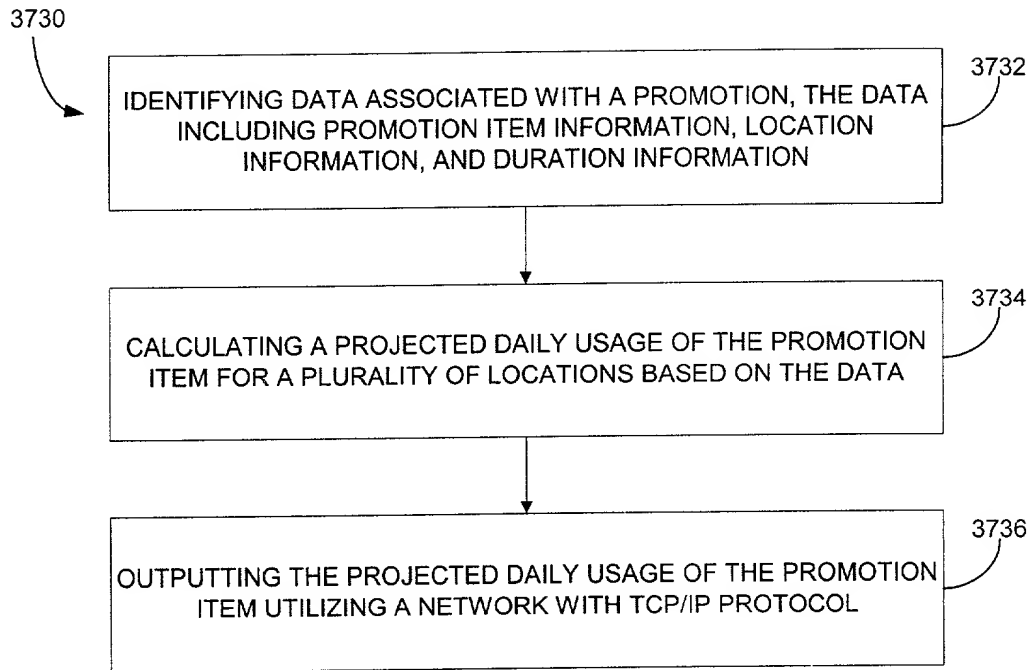 3730
3732
IDENTIFYING DATA ASSOCIATED WITH A PROMOTION, THE DATA
INCLUDING PROMOTION ITEM INFORMATION, LOCATION
INFORMATION, AND DURATION INFORMATION
3734
CALCULATING A PROJECTED DAILY USAGE OF THE PROMOTION
ITEM FOR A PLURALITY OF LOCATIONS BASED ON THE DATA
3736
OUTPUTTING THE PROJECTED DAILY USAGE OF THE PROMOTION
ITEM UTILIZING A NETWORK WITH TCP/IP PROTOCOL